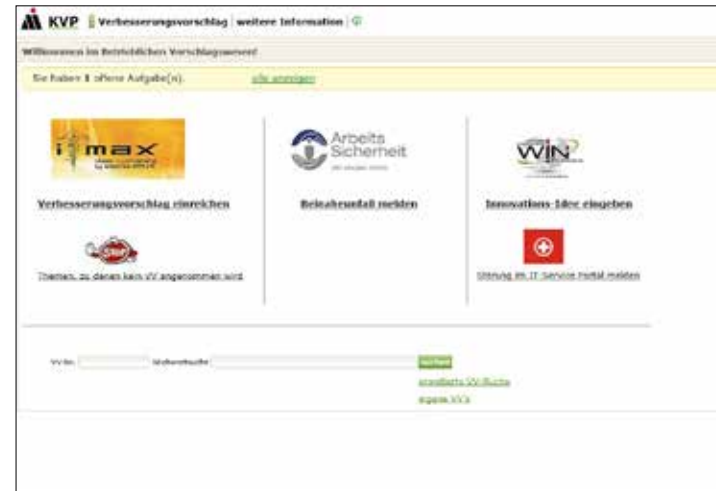 KVP Verbesserungsvorschlag weitere Information
Willkommen im Betrieblichen Vorschlagswesen!
Sie haben 1 offene Aufgabe(n). alle anzeigen
i max
Arbeits
Sicherheit
WIN
Verbesserungsvorschlag einreichen
Beinaheunfall melden
Innovations-Idee eingeben
STOP
Themen, zu denen kein VV angenommen wird
Störung im IT Service Portal melden
VV-Nr. suchen
erweiterte VV-Suche
eigene VV's